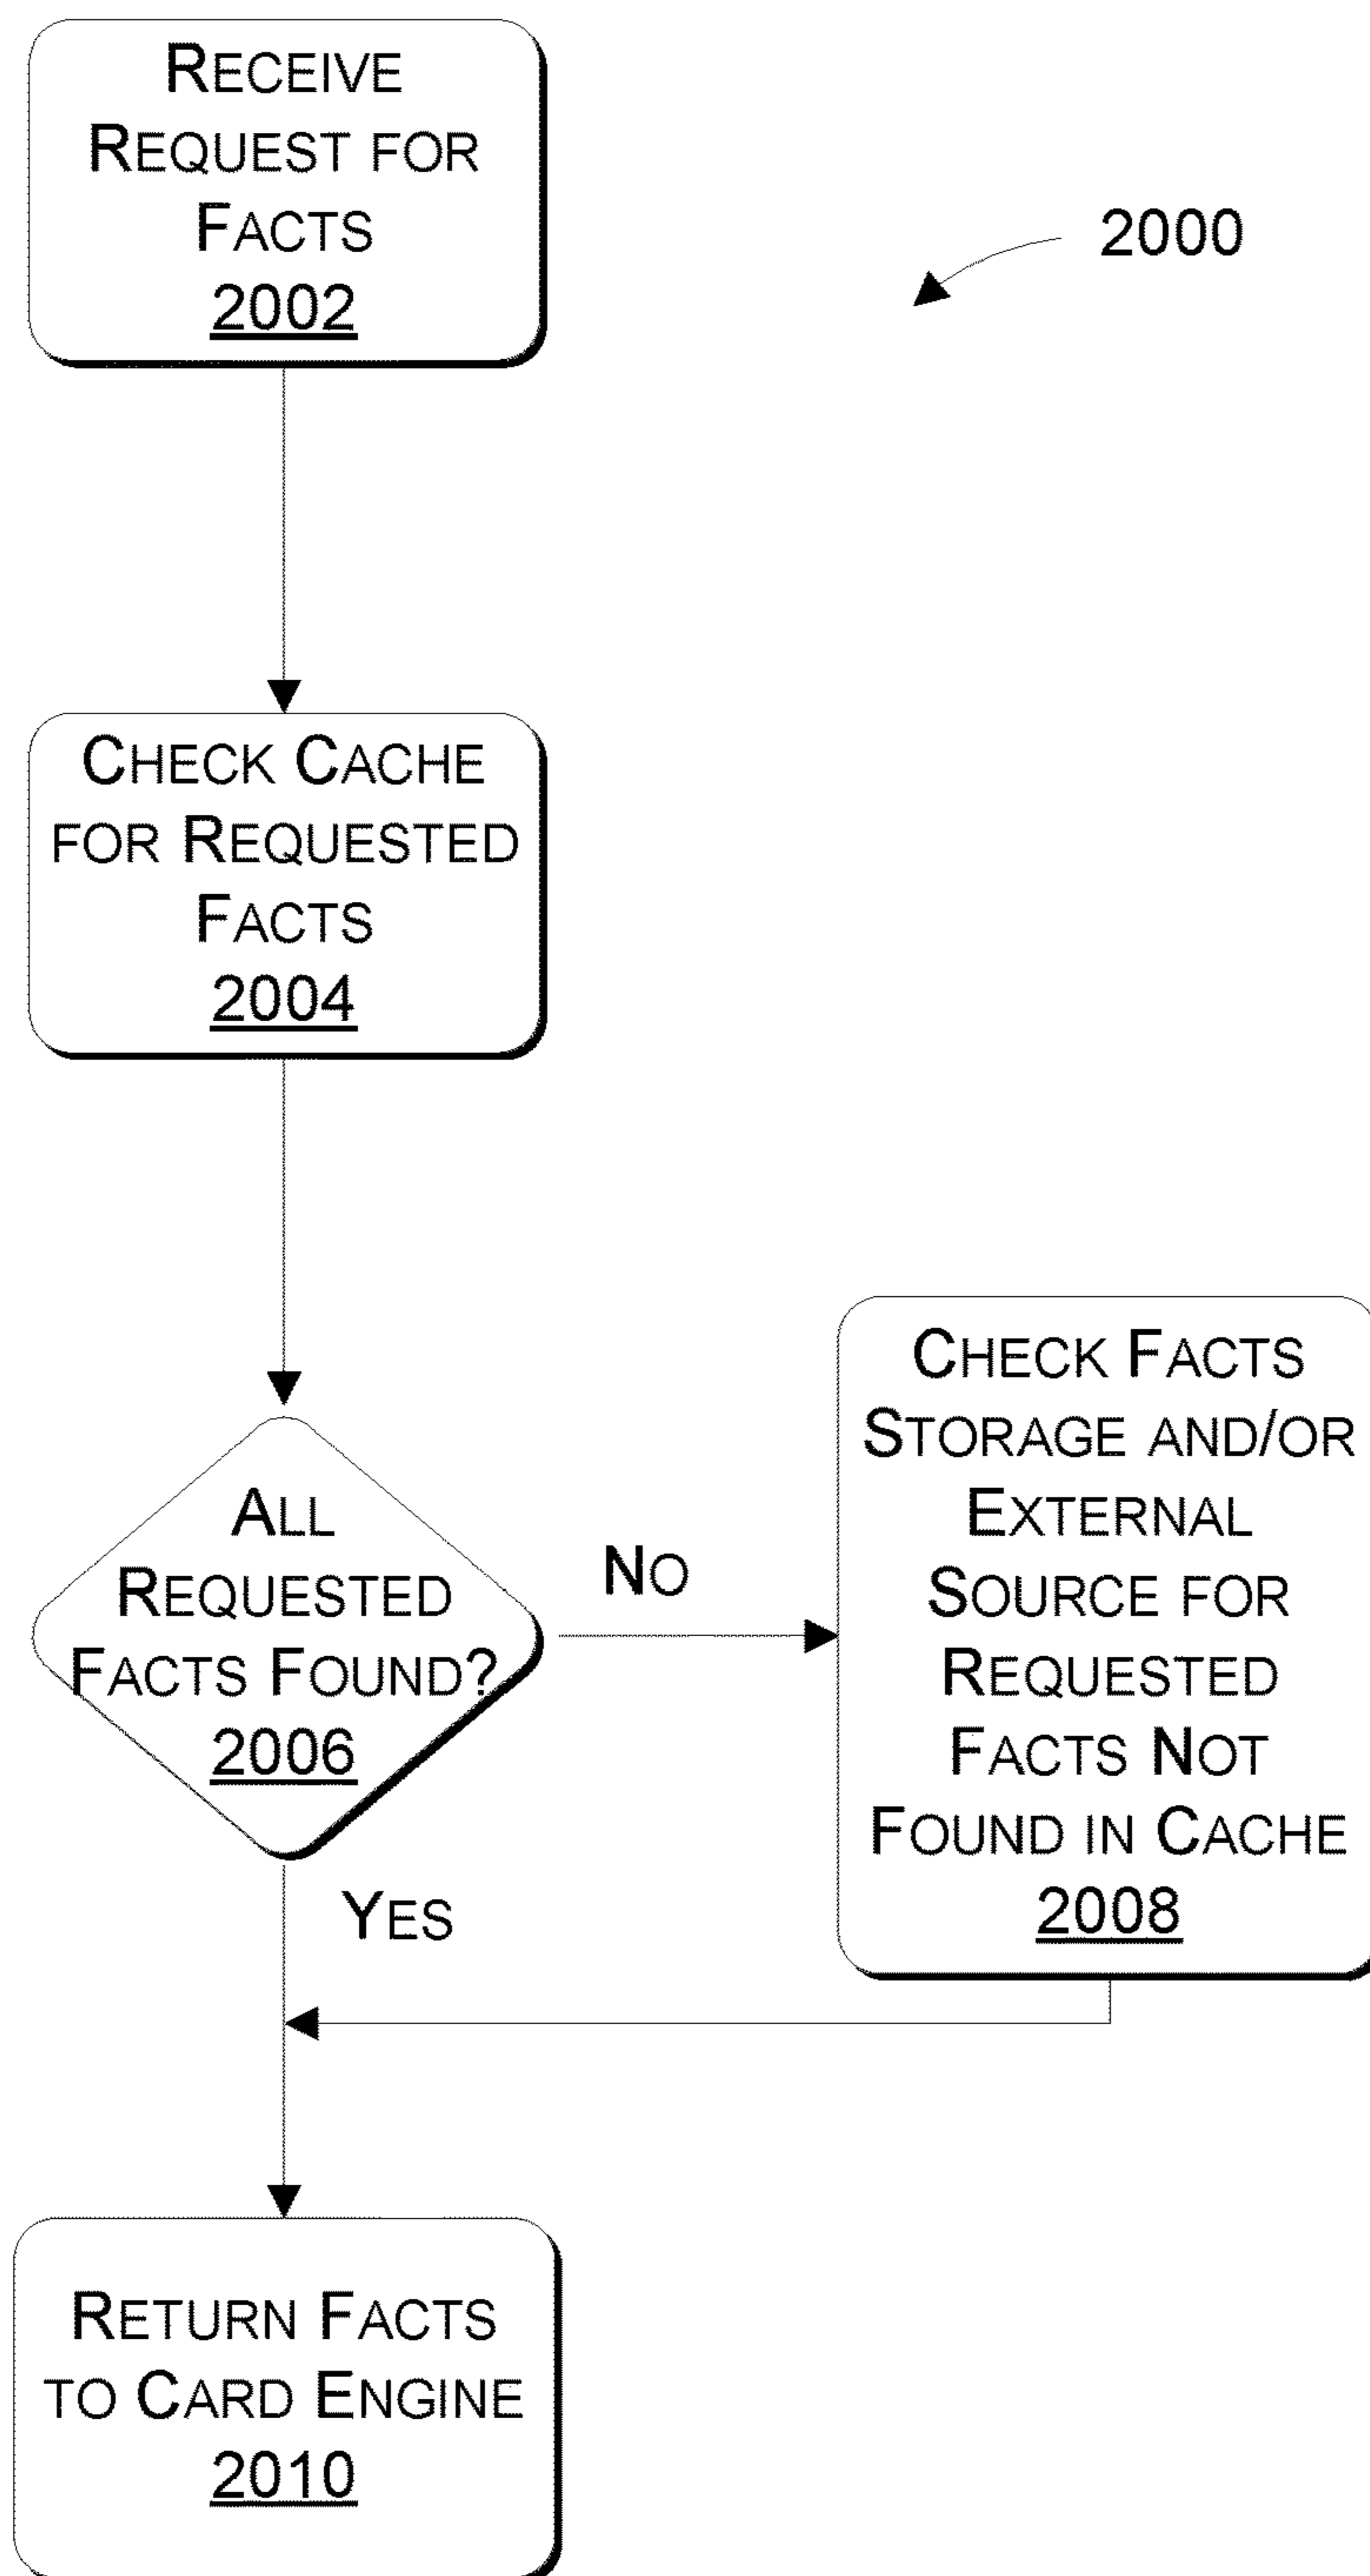 RECEIVE
REQUEST FOR
FACTS
2002
2000
CHECK CACHE
FOR REQUESTED
FACTS
2004
ALL
REQUESTED
FACTS FOUND?
2006
NO
CHECK FACTS
STORAGE AND/OR
EXTERNAL
SOURCE FOR
REQUESTED
FACTS NOT
FOUND IN CACHE
2008
YES
RETURN FACTS
TO CARD ENGINE
2010